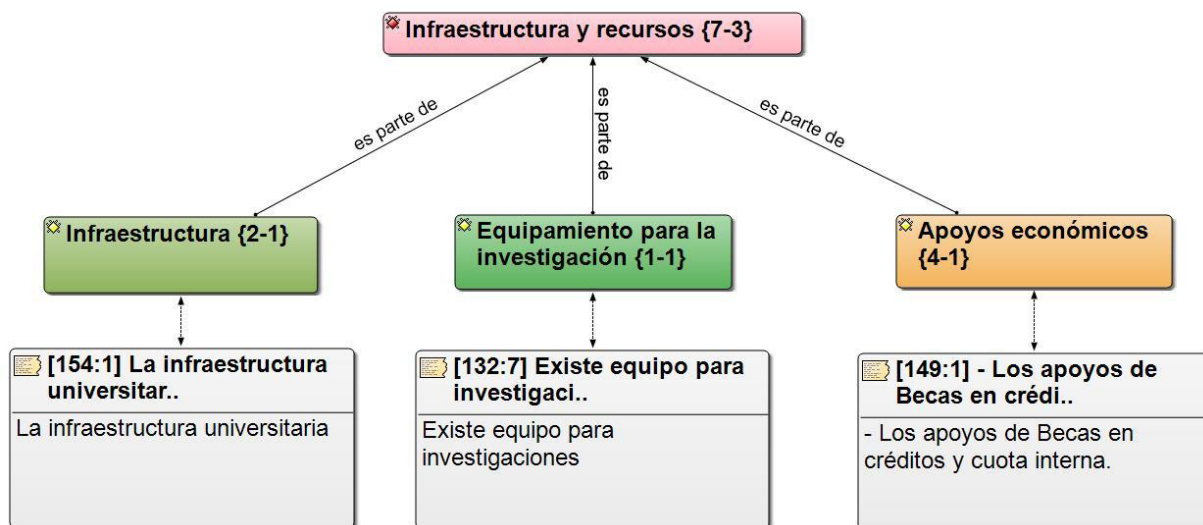 Infraestructura y recursos {7-3}
es parte de
es parte de
es parte de
Infraestructura {2-1}
Equipamiento para la
investigación {1-1}
Apoyos económicos
{4-1}
[154:1] La infraestructura
universitar..
La infraestructura universitaria
[132:7] Existe equipo para
investigaci..
Existe equipo para
investigaciones
[149:1] - Los apoyos de
Becas en crédi..
- Los apoyos de Becas en
créditos y cuota interna.